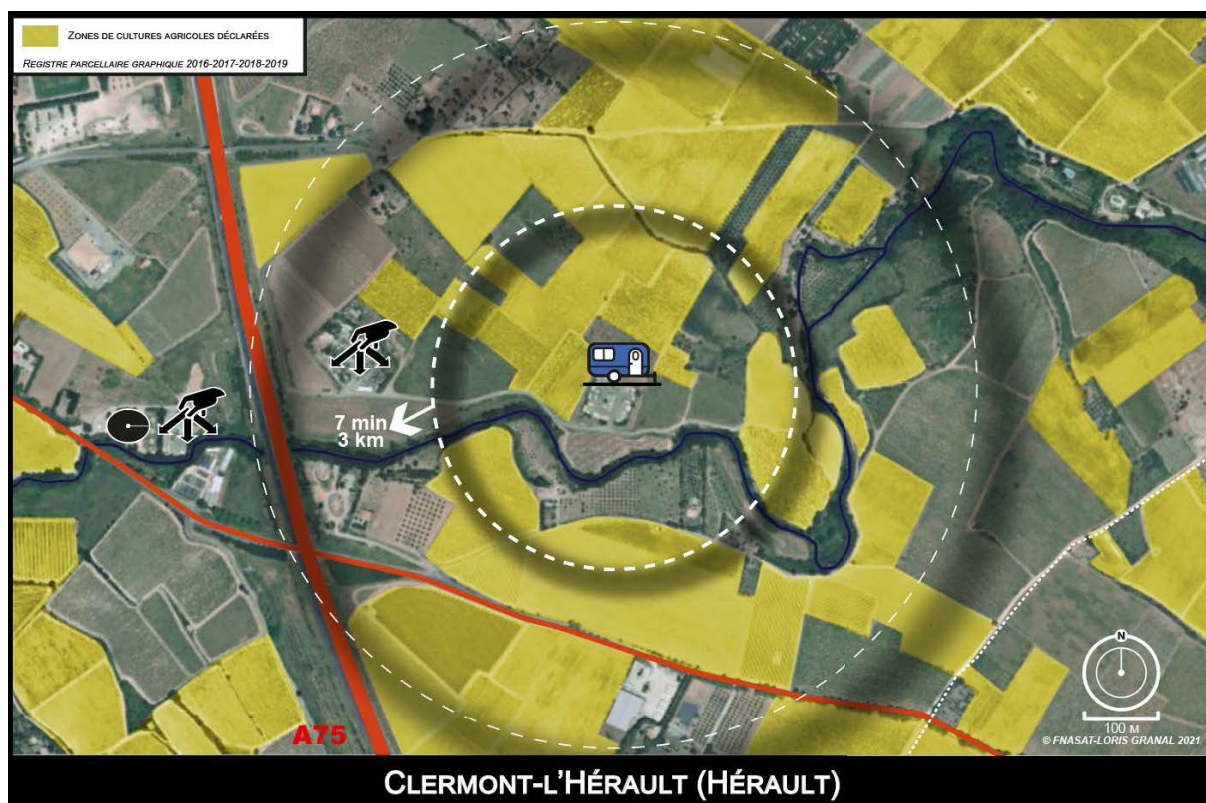 Zones de cultures agricoles déclarées
Registre parcellaire graphique 2016-2017-2018-2019
7 min
3 km
A75
N
100 m
© FNASAT-LORIS GRANAL 2021
CLERMONT-L'HÉRAULT (HÉRAULT)